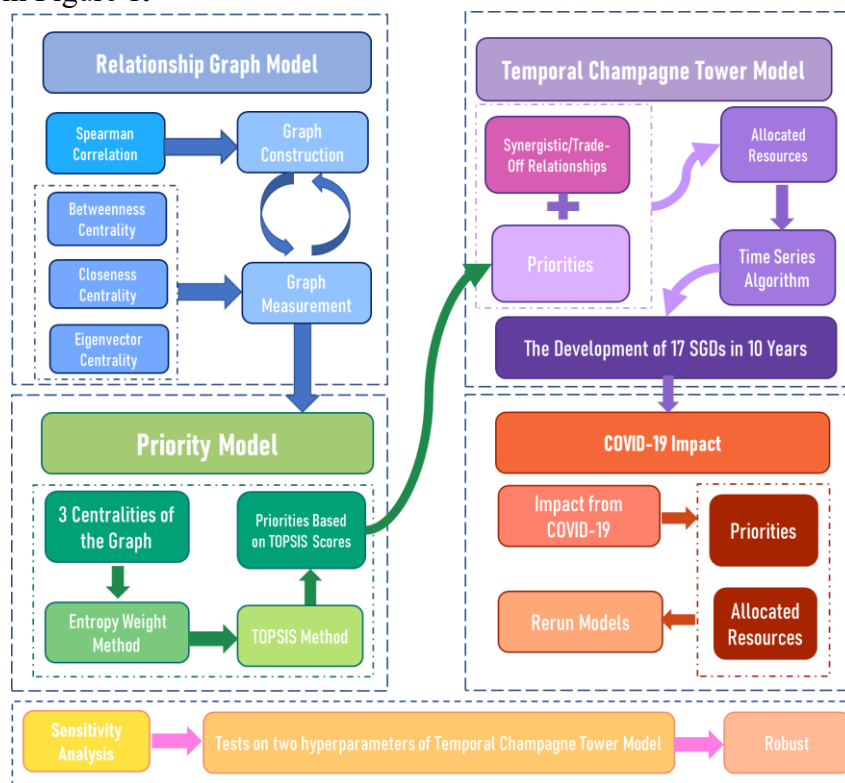 in Figure 1.
Relationship Graph Model
Spearman
Correlation
Graph
Construction
Betweenness
Centrality
Closeness
Centrality
Eigenvector
Centrality
Graph
Measurement
Temporal Champagne Tower Model
Synergistic/Trade-
Off Relationships
Priorities
Allocated
Resources
Time Series
Algorithm
The Development of 17 SGDs in 10 Years
Priority Model
3 Centralities of
the Graph
Priorities Based
on TOPSIS Scores
Entropy Weight
Method
TOPSIS Method
COVID-19 Impact
Impact from
COVID-19
Priorities
Rerun Models
Allocated
Resources
Sensitivity
Analysis
Tests on two hyperparameters of Temporal Champagne Tower Model
Robust